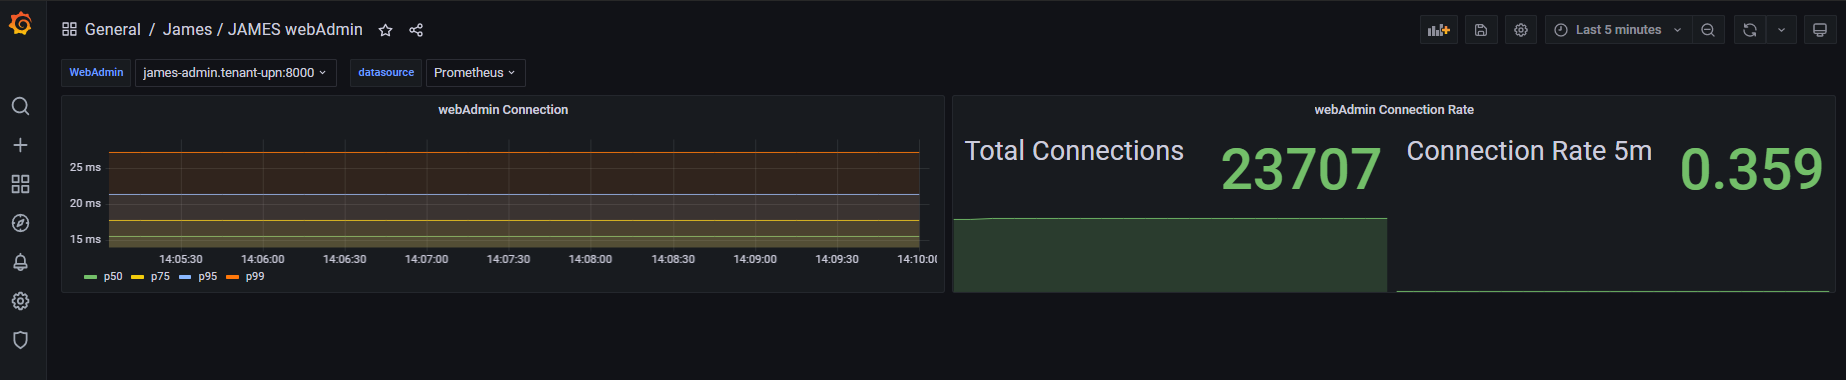 General / James / JAMES webAdmin
Last 5 minutes
WebAdmin james-admin.tenant-upn:8000 datasource Prometheus
webAdmin Connection
25 ms
20 ms
15 ms
14:05:30 14:06:00 14:06:30 14:07:00 14:07:30 14:08:00 14:08:30 14:09:00 14:09:30 14:10:00
p50 p75 p95 p99
webAdmin Connection Rate
Total Connections 23707 Connection Rate 5m 0.359